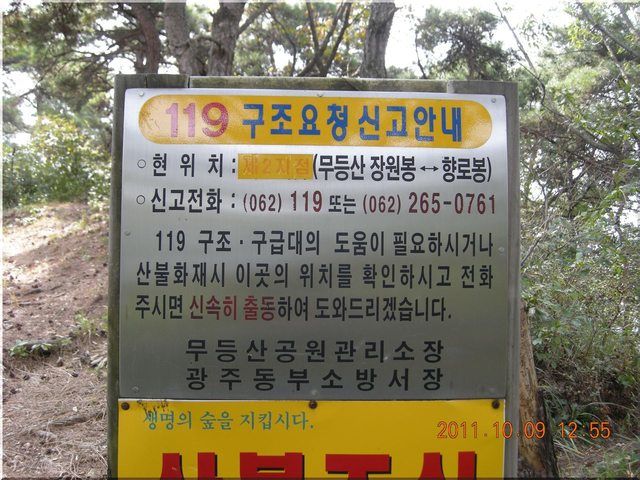 119 구조요청 신고안내
○ 현 위 치 : 제2지점 (무등산 장원봉 ↔ 향로봉)
○ 신고전화 : (062) 119 또는 (062) 265-0761
119 구조 · 구급대의 도움이 필요하시거나
산불화재시 이곳의 위치를 확인하시고 전화
주시면 신속히 출동하여 도와드리겠습니다.
무등산공원관리소장
광주동부소방서장
생명의 숲을 지킵시다.
산불조심
2011.10.09 12:55